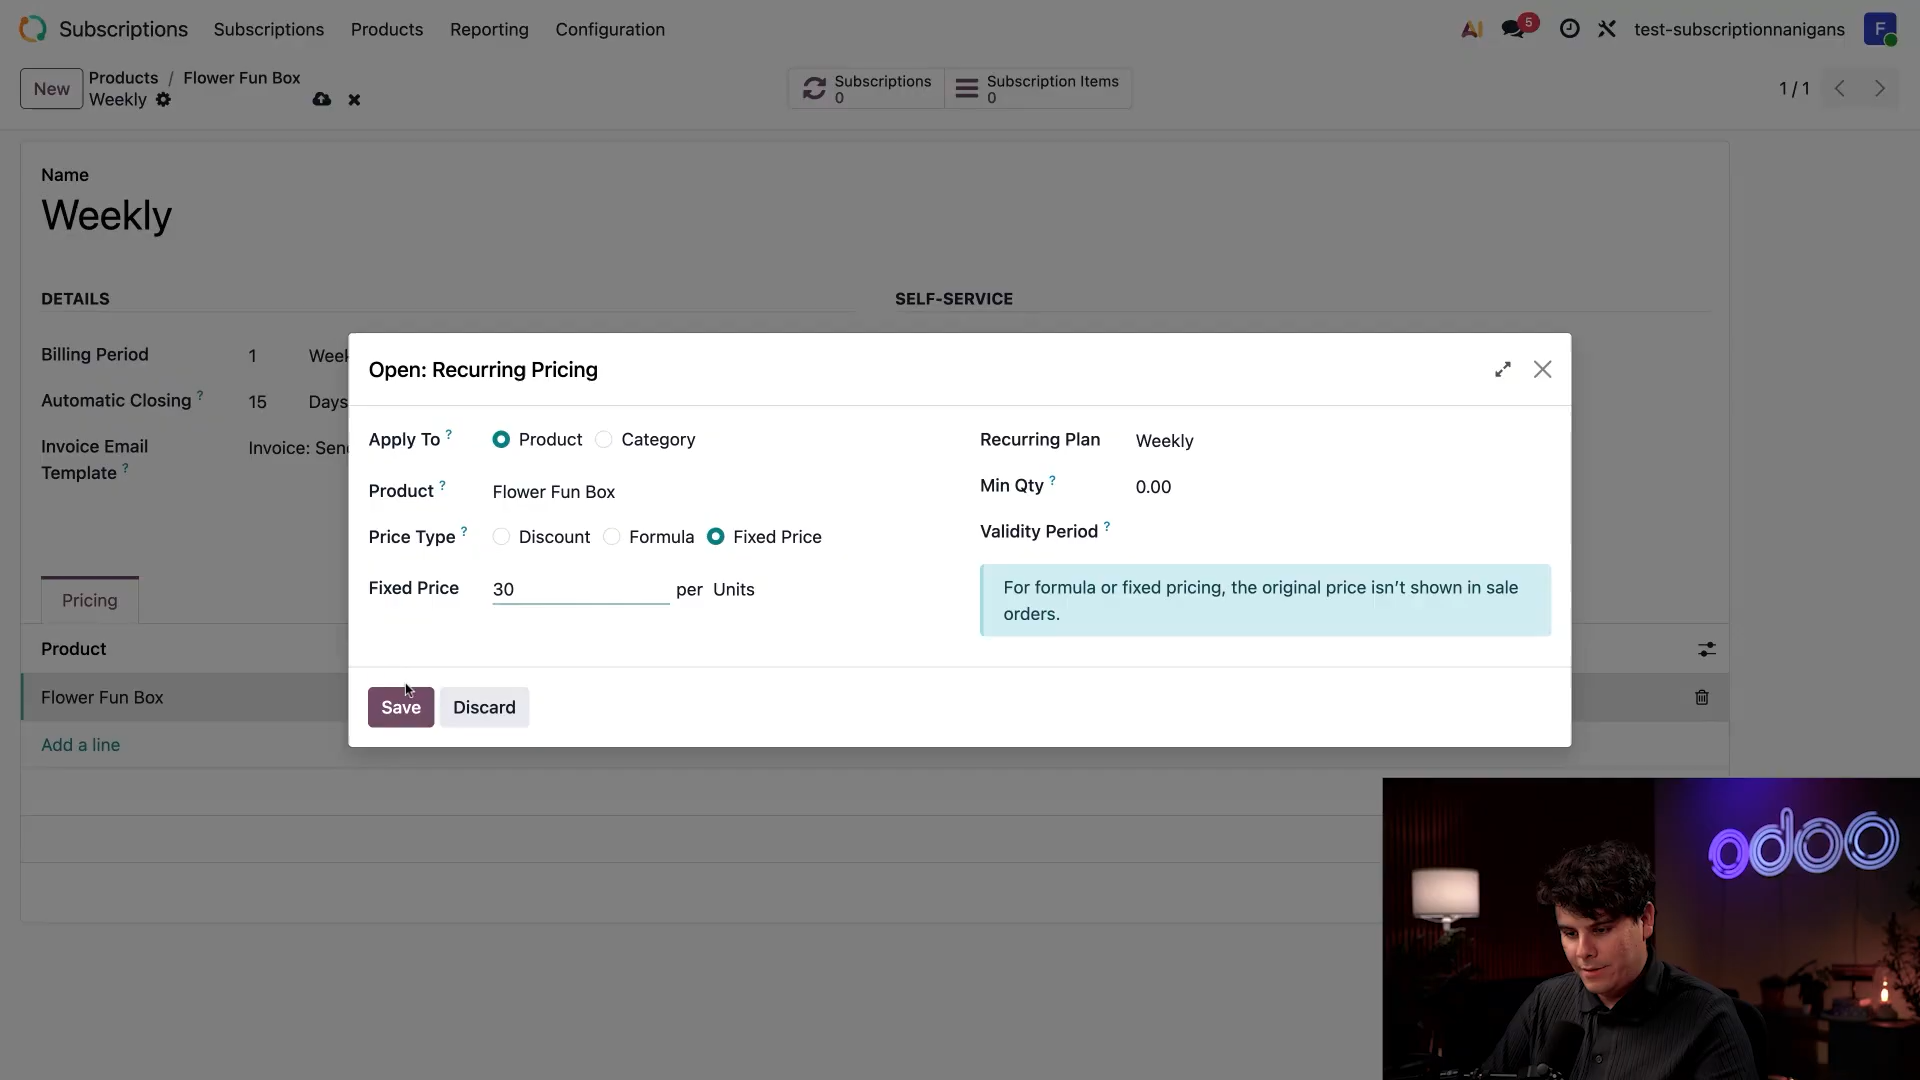 Subscriptions Subscriptions Products Reporting Configuration AI 5 test-subscriptionnanigans F
New Products / Flower Fun Box
Weekly
Subscriptions
0
Subscription Items
0
1 / 1
Name
Weekly
DETAILS SELF-SERVICE
Billing Period 1 Week
Automatic Closing ? 15 Days
Invoice Email
Template ?
Invoice: Sen
Open: Recurring Pricing
Apply To ? Product Category
Product ? Flower Fun Box
Price Type ? Discount Formula Fixed Price
Fixed Price 30 per Units
Recurring Plan Weekly
Min Qty ? 0.00
Validity Period ?
For formula or fixed pricing, the original price isn’t shown in sale
orders.
Save Discard
Pricing
Product
Flower Fun Box
Add a line
odoo